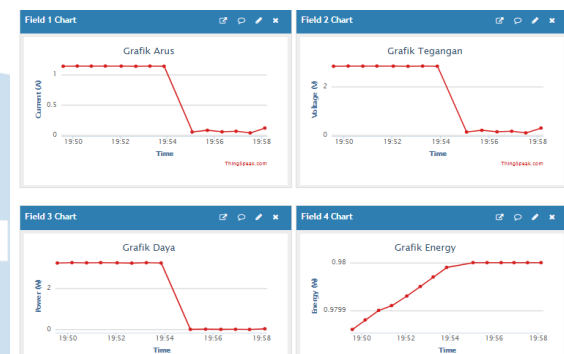 Field 1 Chart
Grafik Arus
Current (A)
1
0.5
0
19:50 19:52 19:54 19:56 19:58
Time
ThingSpeak.com
Field 2 Chart
Grafik Tegangan
Voltage (V)
2
0
19:50 19:52 19:54 19:56 19:58
Time
ThingSpeak.com
Field 3 Chart
Grafik Daya
Power (W)
2
0
19:50 19:52 19:54 19:56 19:58
Time
Field 4 Chart
Grafik Energy
Energy
0.98
0.9799
19:50 19:52 19:54 19:56 19:58
Time